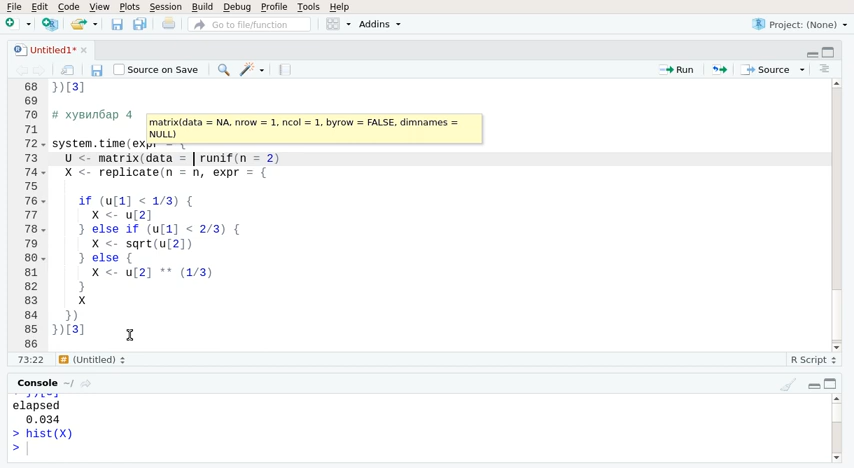 File Edit Code View Plots Session Build Debug Profile Tools Help
Go to file/function Addins Project: (None)
Untitled1*
Source on Save Run Source
68 })[3]
69
70 # хувилбар 4
matrix(data = NA, nrow = 1, ncol = 1, byrow = FALSE, dimnames =
NULL)
71
72 system.time(expr = {
73 U <- matrix(data = runif(n = 2)
74 X <- replicate(n = n, expr = {
75
76 if (u[1] < 1/3) {
77 X <- u[2]
78 } else if (u[1] < 2/3) {
79 X <- sqrt(u[2])
80 } else {
81 X <- u[2] ** (1/3)
82 }
83 X
84 })
85 })[3]
86
73:22 (Untitled) R Script
Console ~/
elapsed
0.034
> hist(X)
>